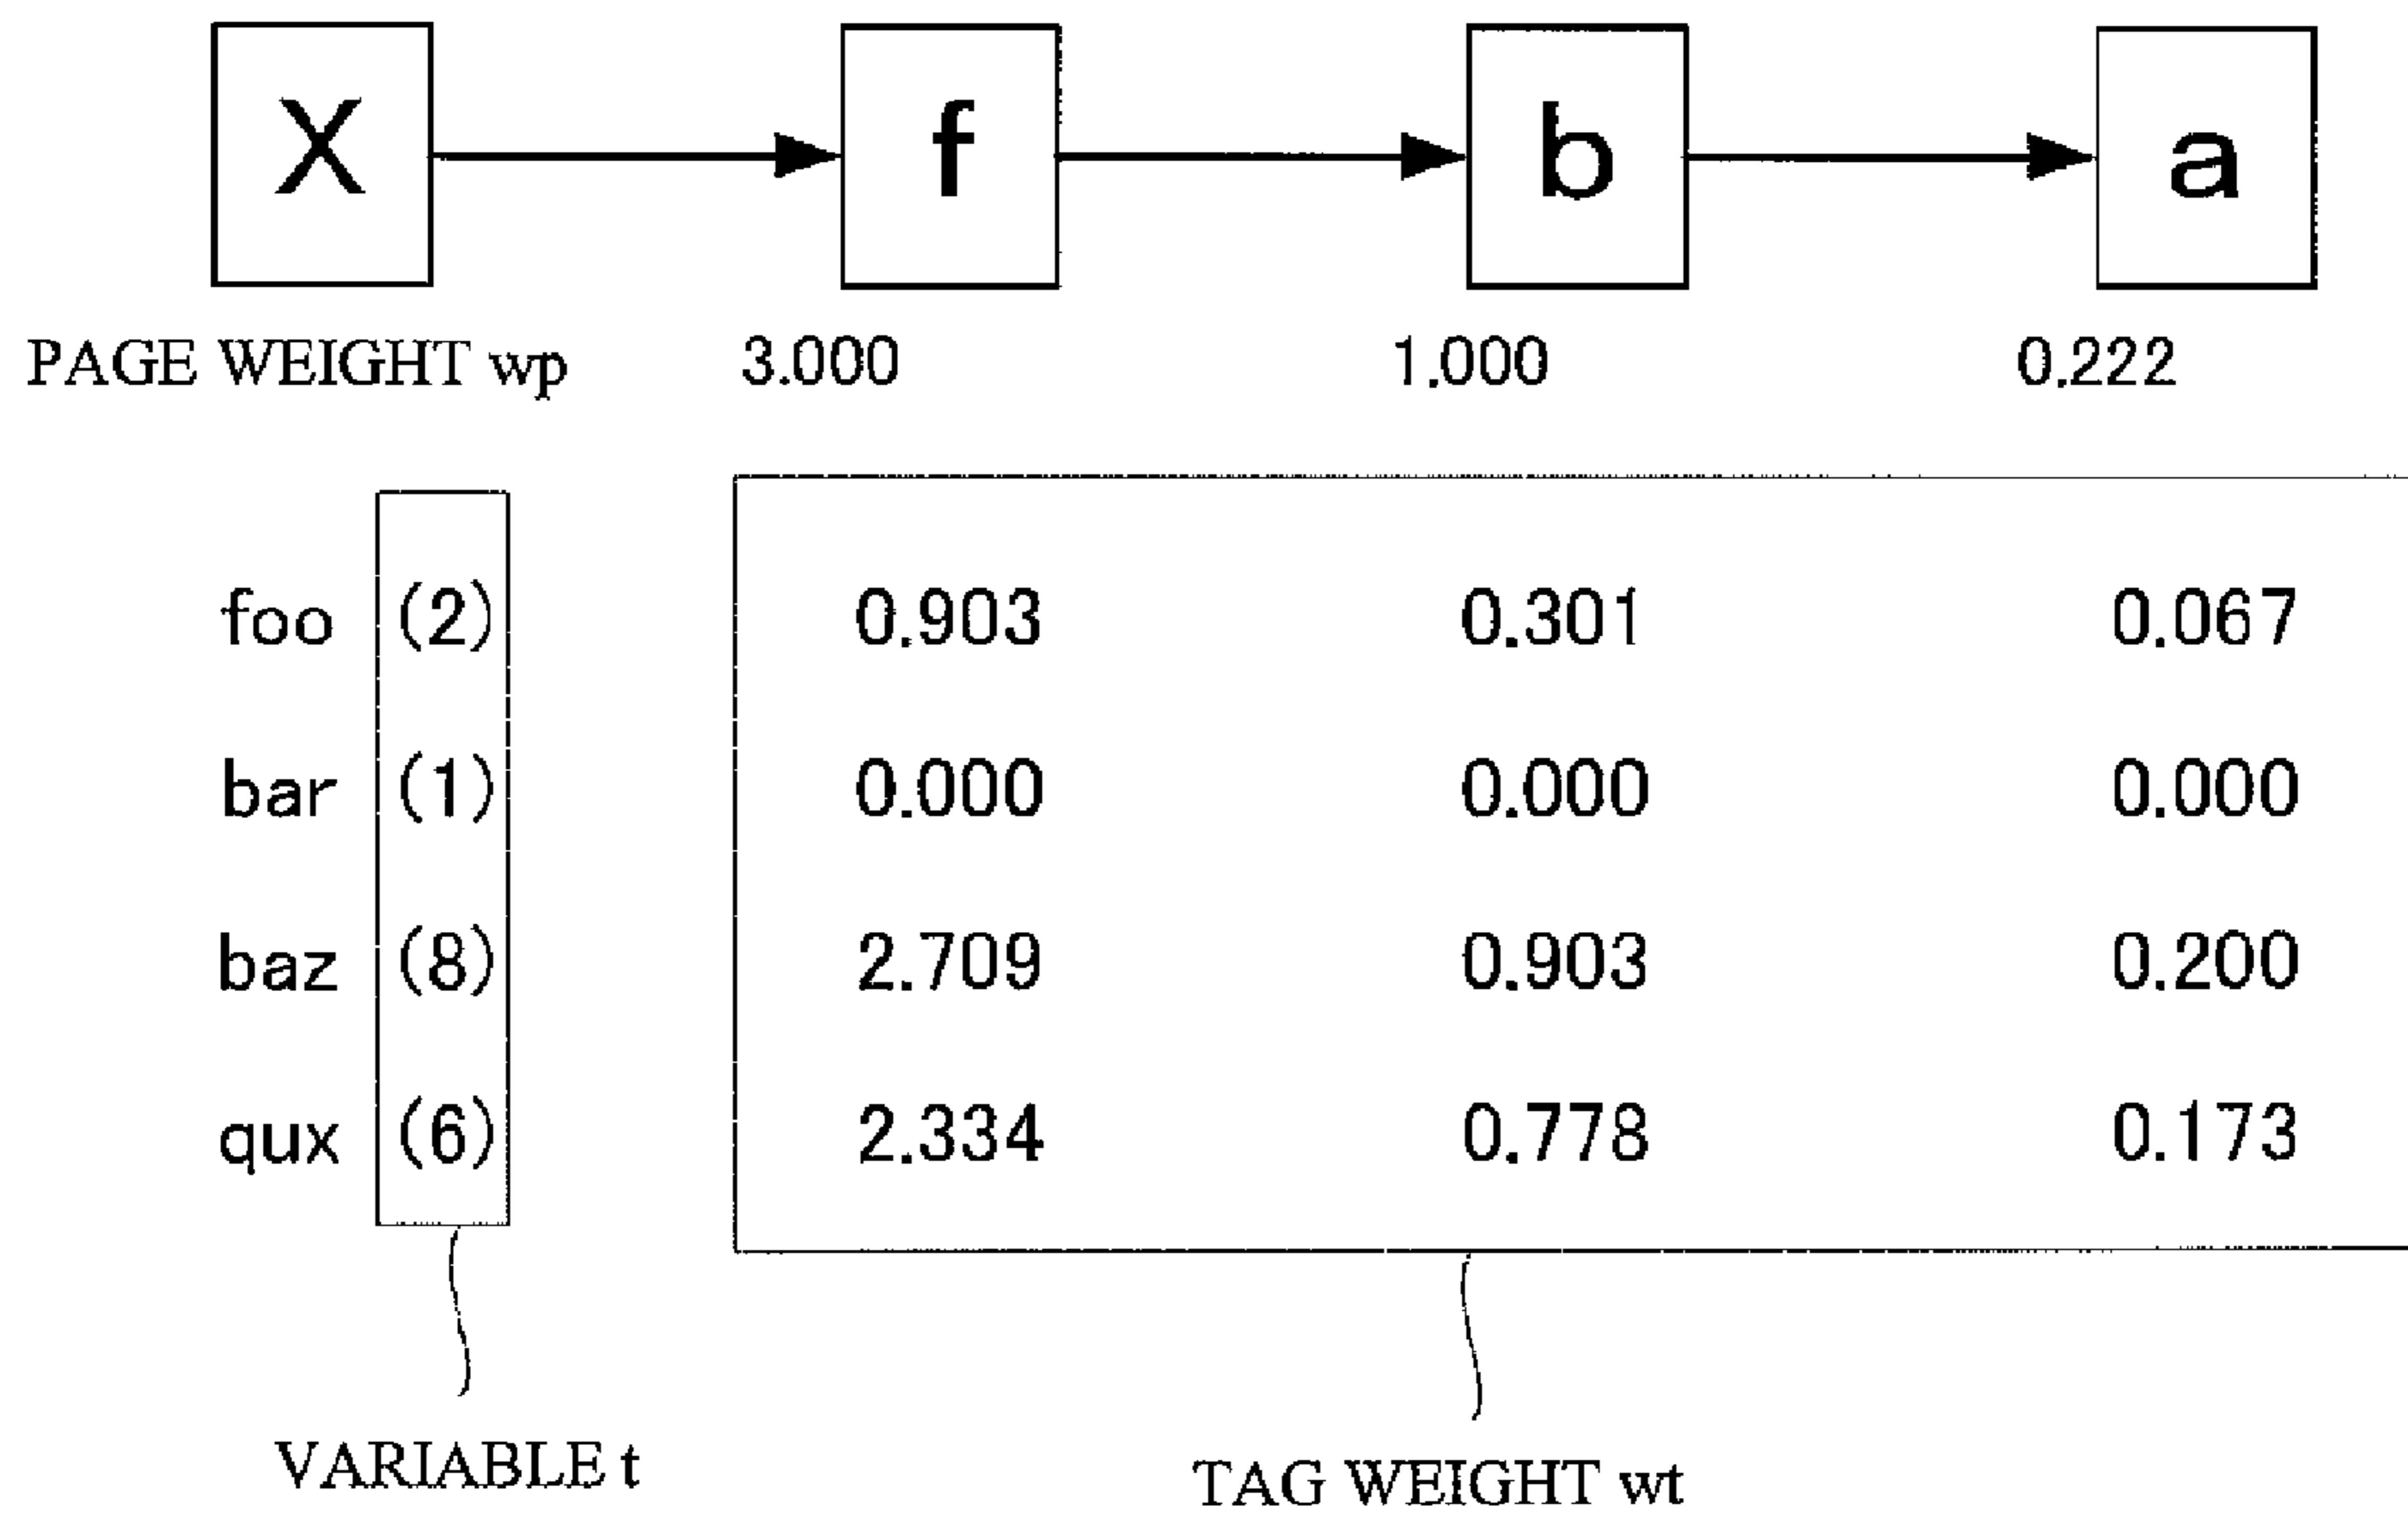 X f b a
PAGE WEIGHT wp 3.000 1.000 0.222
foo (2) 0.903 0.301 0.067
bar (1) 0.000 0.000 0.000
baz (8) 2.709 0.903 0.200
qux (6) 2.334 0.778 0.173
VARIABLE t
TAG WEIGHT wt